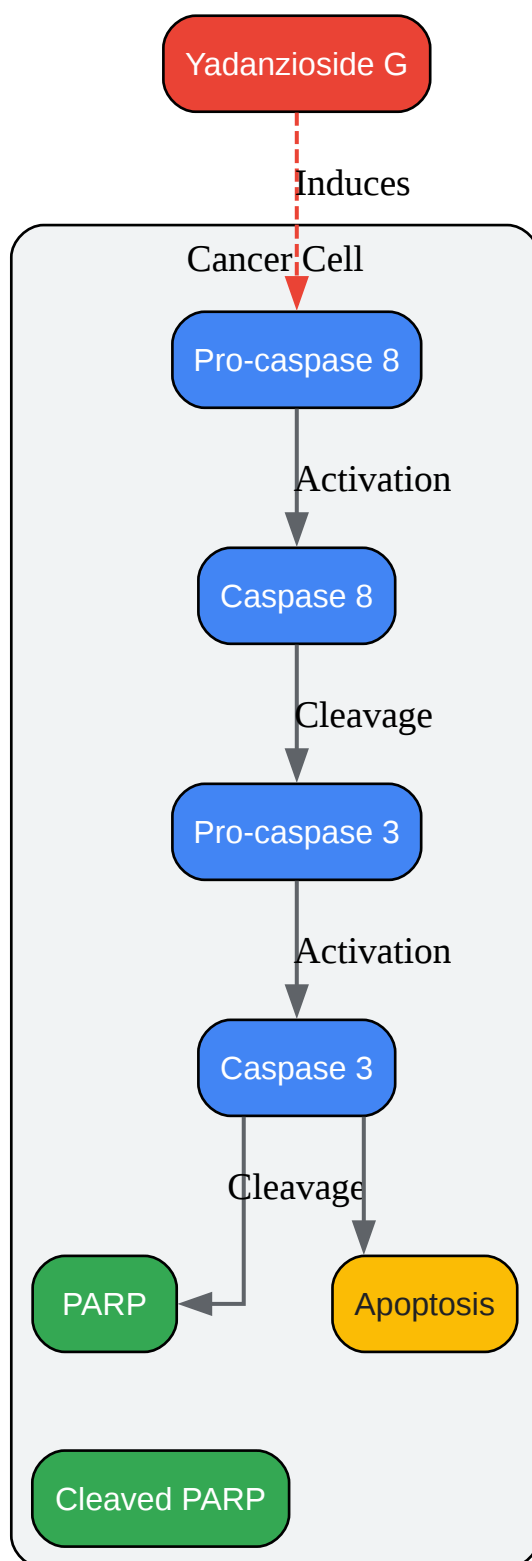 Yadanzioside G
Induces
Cancer Cell
Pro-caspase 8
Activation
Caspase 8
Cleavage
Pro-caspase 3
Activation
Caspase 3
Cleavage
PARP
Apoptosis
Cleaved PARP